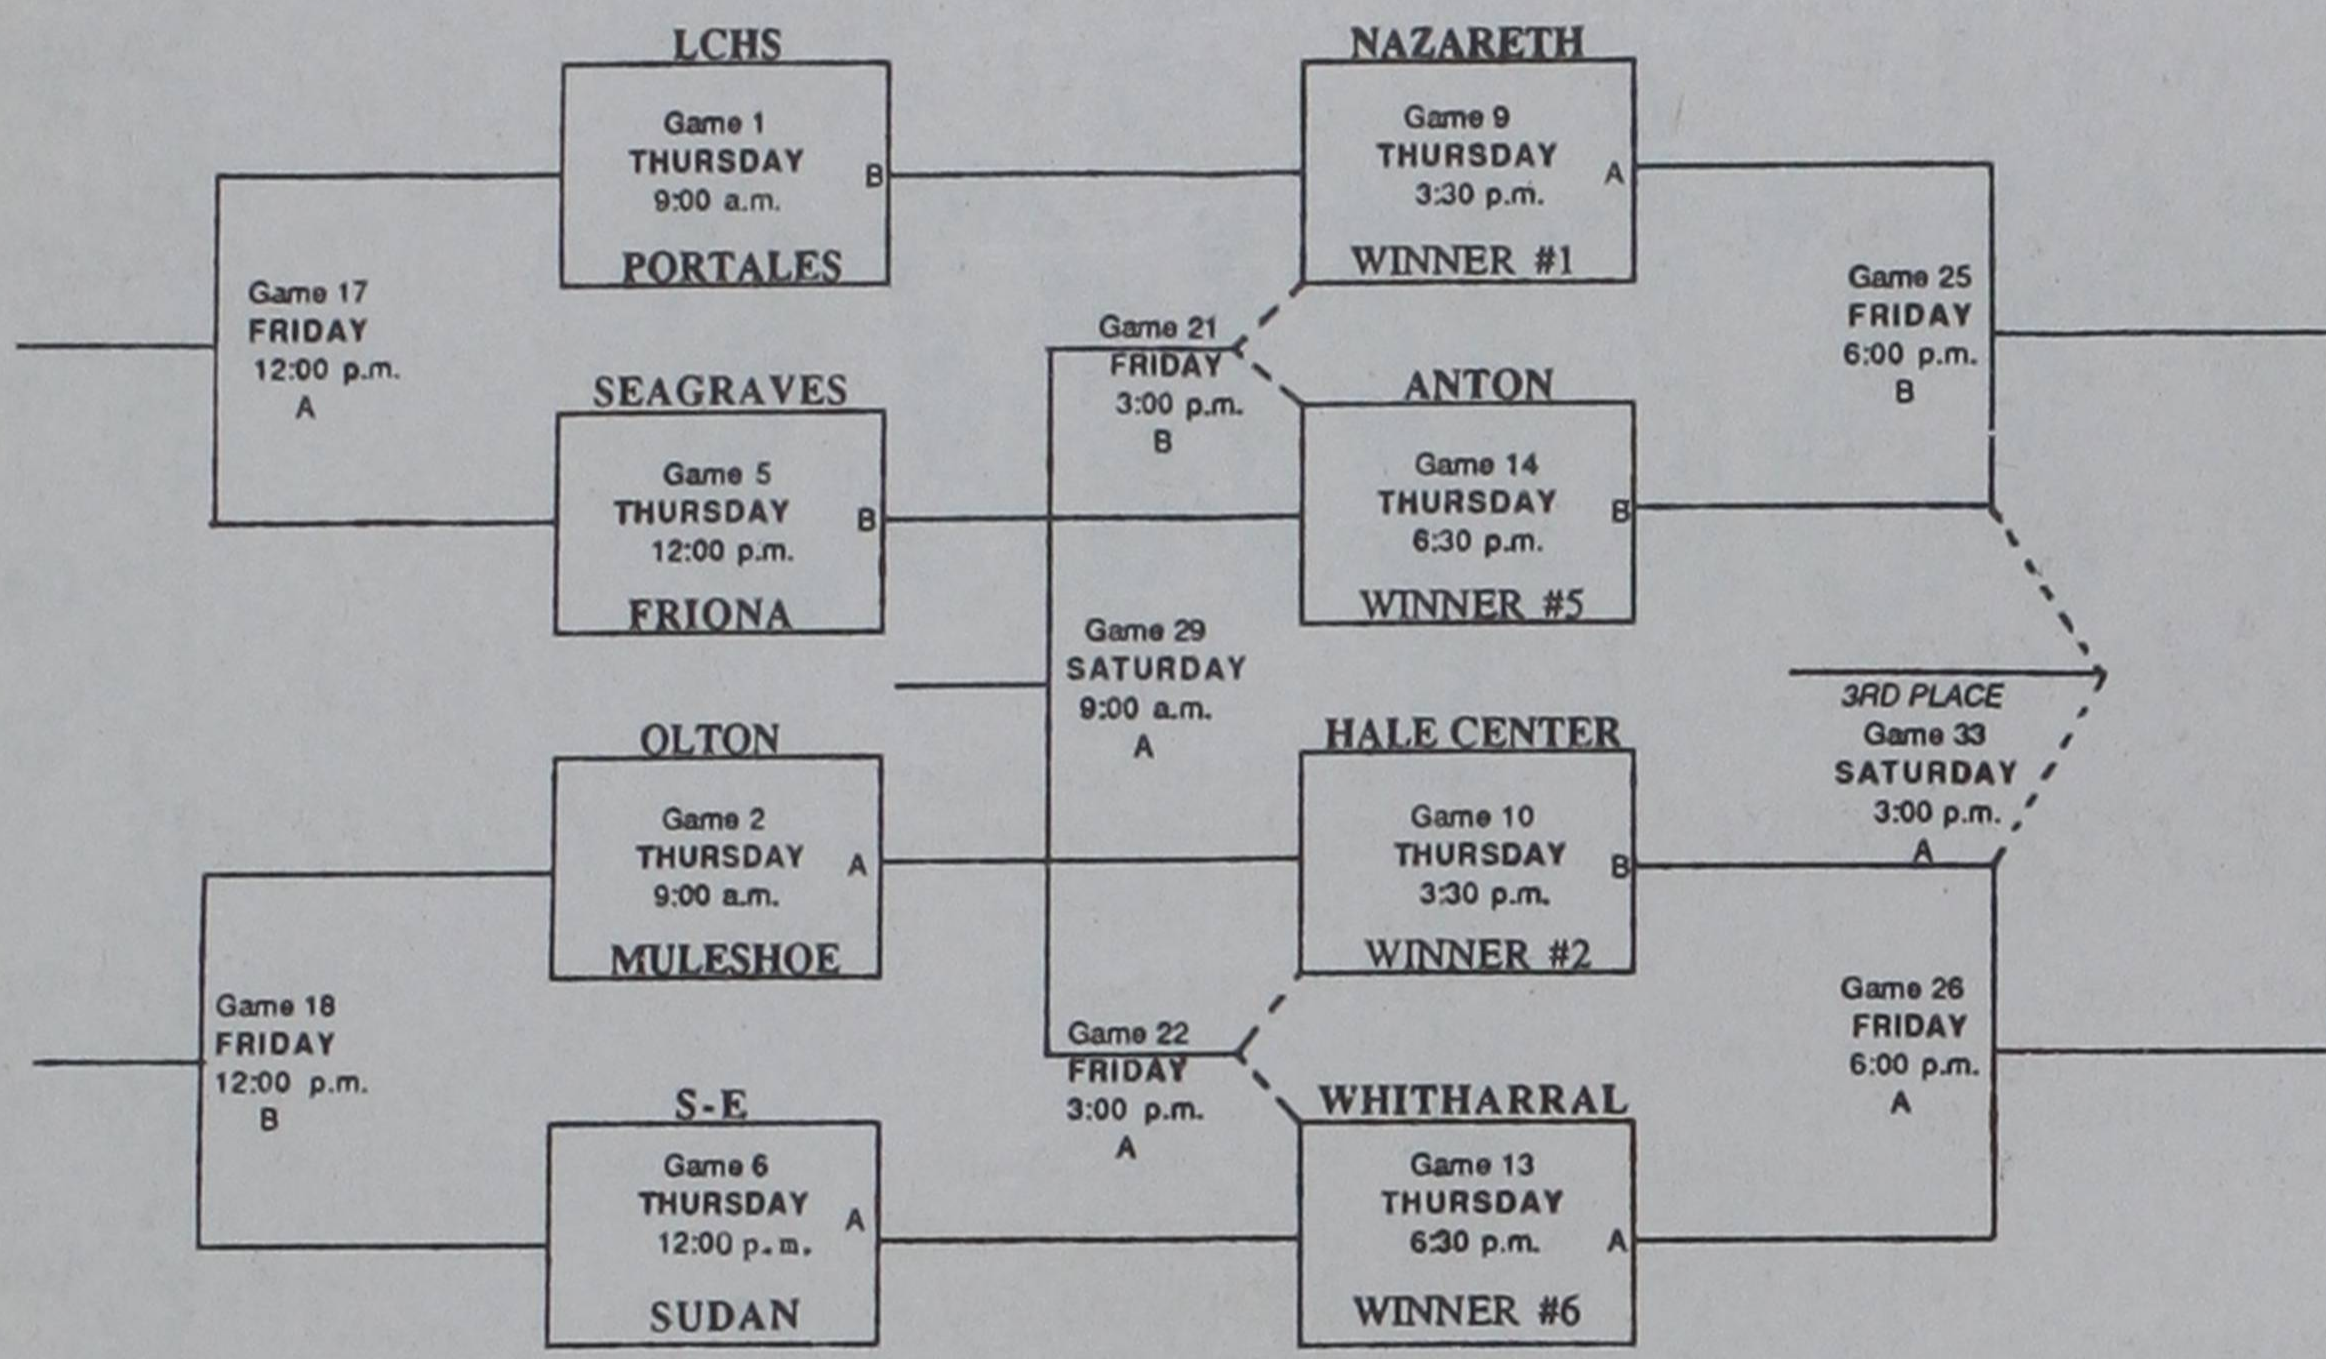 LCHS
Game 1
THURSDAY
9:00 a.m.
B
PORTALES
NAZARETH
Game 9
THURSDAY
3:30 p.m.
A
WINNER #1
Game 17
FRIDAY
12:00 p.m.
A
Game 21
FRIDAY
3:00 p.m.
B
Game 25
FRIDAY
6:00 p.m.
B
SEAGRAVES
Game 5
THURSDAY
12:00 p.m.
B
FRIONA
ANTON
Game 14
THURSDAY
6:30 p.m.
B
WINNER #5
Game 29
SATURDAY
9:00 a.m.
A
3RD PLACE
Game 33
SATURDAY
3:00 p.m.
A
OLTON
Game 2
THURSDAY
9:00 a.m.
A
MULESHOE
HALE CENTER
Game 10
THURSDAY
3:30 p.m.
B
WINNER #2
Game 18
FRIDAY
12:00 p.m.
B
Game 22
FRIDAY
3:00 p.m.
A
Game 26
FRIDAY
6:00 p.m.
A
S-E
Game 6
THURSDAY
12:00 p.m.
A
SUDAN
WHITHARRAL
Game 13
THURSDAY
6:30 p.m.
A
WINNER #6